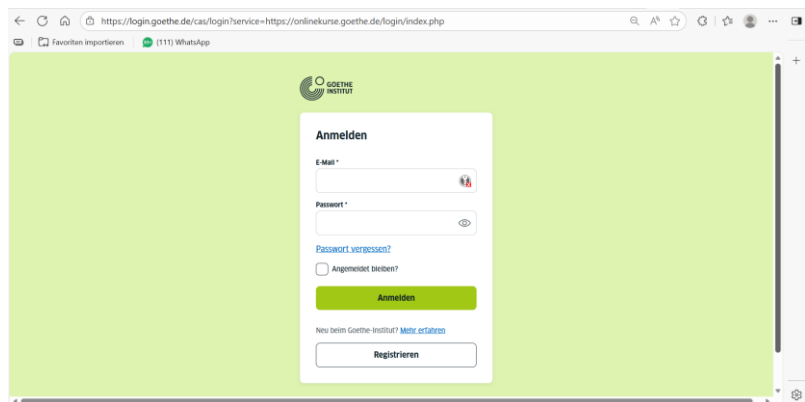 https://login.goethe.de/cas/login?service=https://onlinekurse.goethe.de/login/index.php
Favoriten importieren
(111) WhatsApp
GOETHE
INSTITUT
Anmelden
E-Mail *
Passwort *
Passwort vergessen?
Angemeldet bleiben?
Anmelden
Neu beim Goethe-Institut? Mehr erfahren
Registrieren